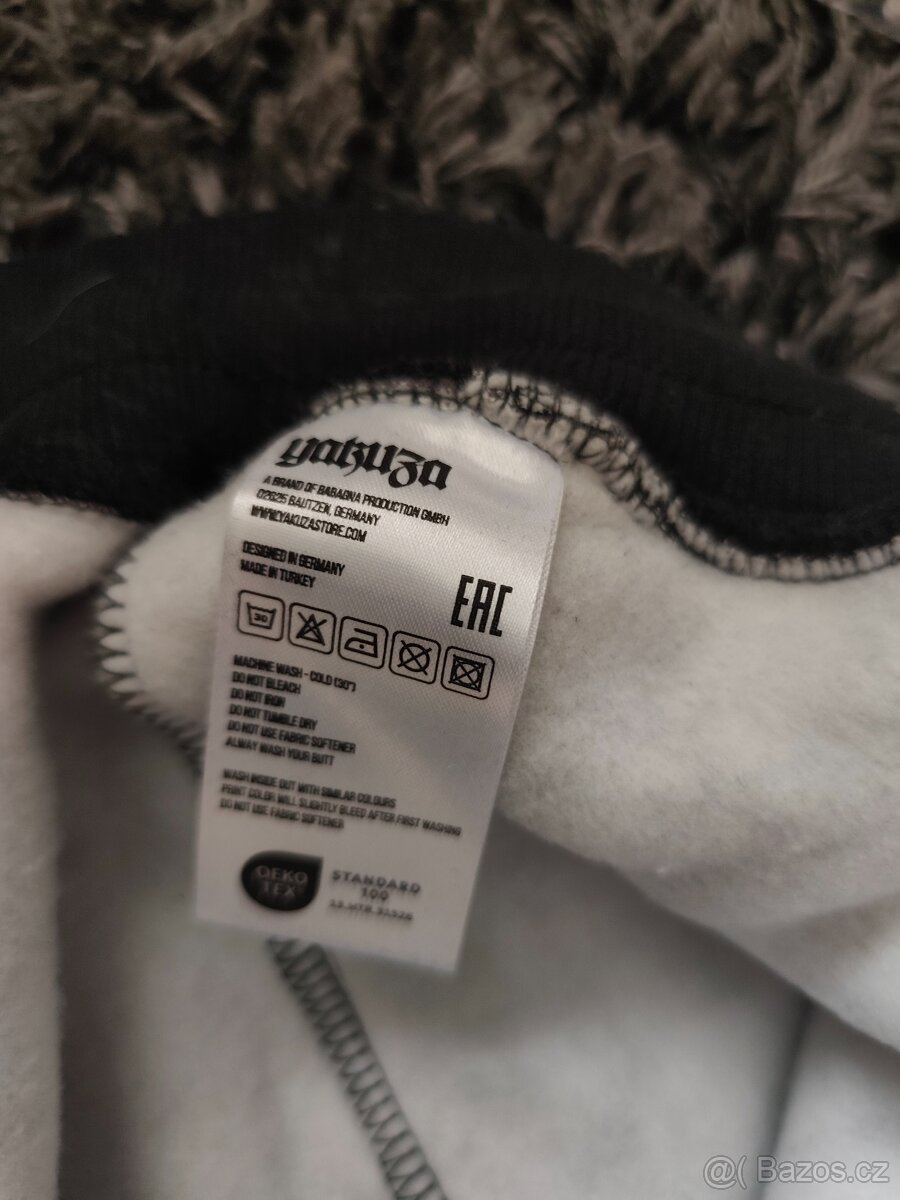 yakuza
A BRAND OF BABAGNA PRODUCTION GMBH
02625 BAUTZEN, GERMANY
WWW.YAKUZASTORE.COM
DESIGNED IN GERMANY
MADE IN TURKEY
EAC
30
MACHINE WASH - COLD (30°)
DO NOT BLEACH
DO NOT IRON
DO NOT TUMBLE DRY
DO NOT USE FABRIC SOFTENER
ALWAY WASH YOUR BUTT
WASH INSIDE OUT WITH SIMILAR COLOURS
PRINT COLOR WILL SLIGHTLY BLEED AFTER FIRST WASHING
DO NOT USE FABRIC SOFTENER
OEKO
TEX
STANDARD
100
@( Bazos.cz